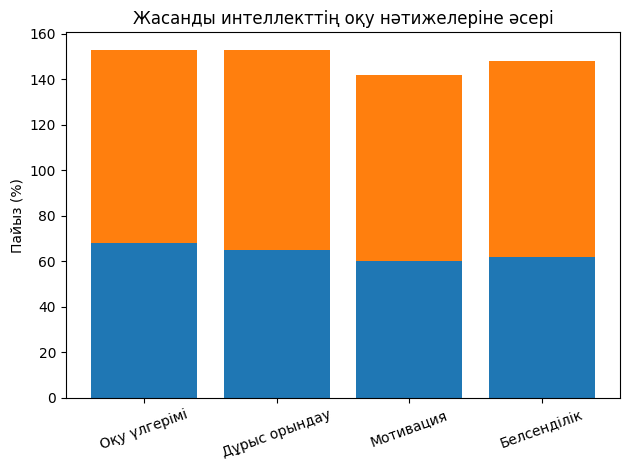 Жасанды интеллекттің оқу нәтижелеріне әсері
Пайыз (%)
160
140
120
100
80
60
40
20
0
Оқу үлгерімі
Дұрыс орындау
Мотивация
Белсенділік